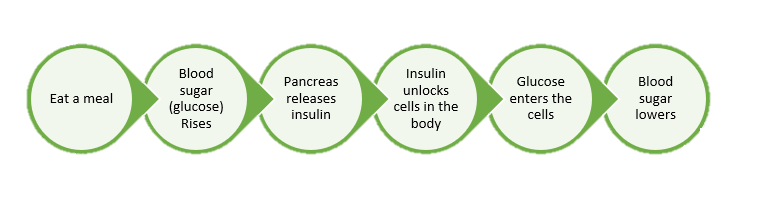 Eat a meal
Blood
sugar
(glucose)
Rises
Pancreas
releases
insulin
Insulin
unlocks
cells in the
body
Glucose
enters the
cells
Blood
sugar
lowers